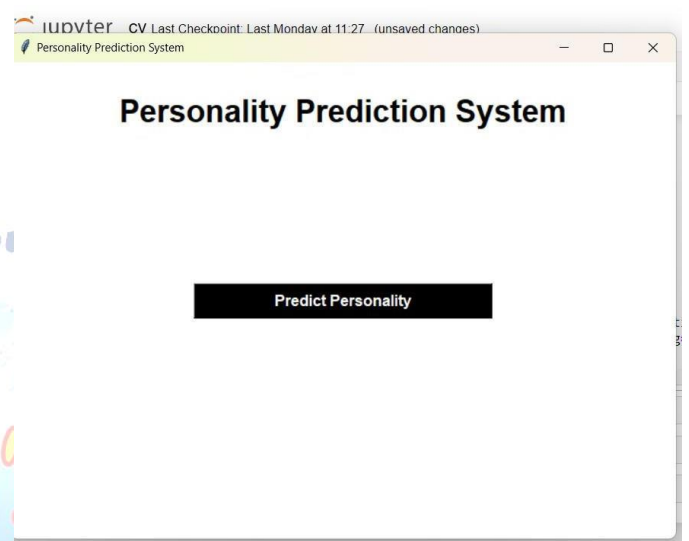 jupyter CV Last Checkpoint: Last Monday at 11:27 (unsaved changes)
Personality Prediction System
Personality Prediction System
Predict Personality